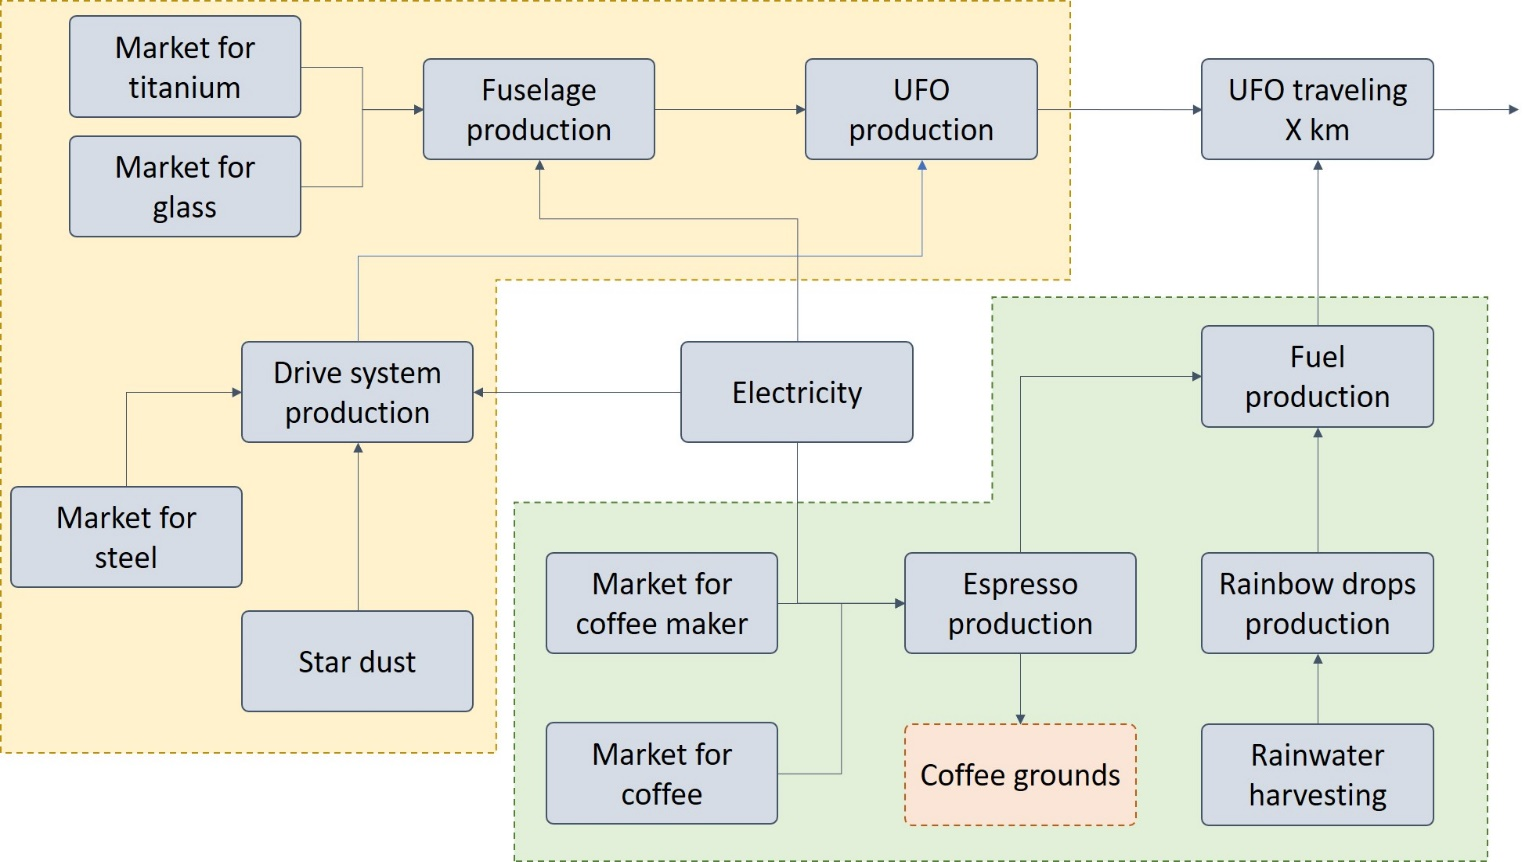 Market for
titanium
Fuselage
production
UFO
production
UFO traveling
X km
Market for
glass
Drive system
production
Electricity
Fuel
production
Market for
steel
Star dust
Market for
coffee maker
Espresso
production
Rainbow drops
production
Market for
coffee
Coffee grounds
Rainwater
harvesting